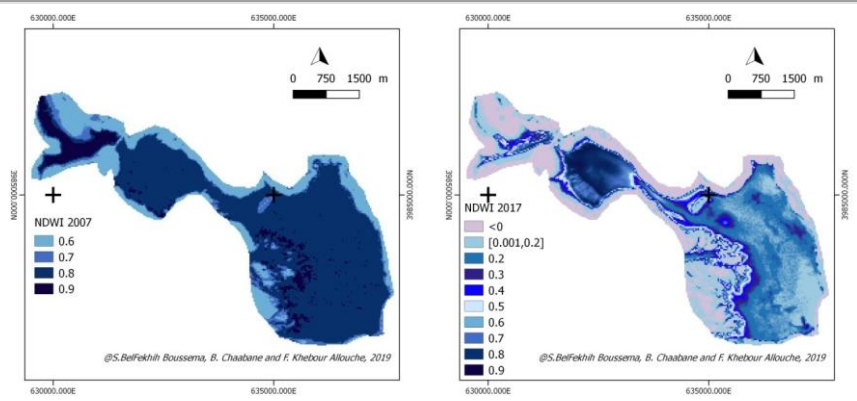 630000.000E 635000.000E
0 750 1500 m
3985000.000N
3985000.000N
NDWI 2007
0.6
0.7
0.8
0.9
@S.BelFekhih Boussema, B. Chaabane and F. Khebour Allouche, 2019
630000.000E 635000.000E
630000.000E 635000.000E
0 750 1500 m
3985000.000N
3985000.000N
NDWI 2017
<0
[0.001,0.2]
0.2
0.3
0.4
0.5
0.6
0.7
0.8
0.9
@S.BelFekhih Boussema, B. Chaabane and F. Khebour Allouche, 2019
630000.000E 635000.000E